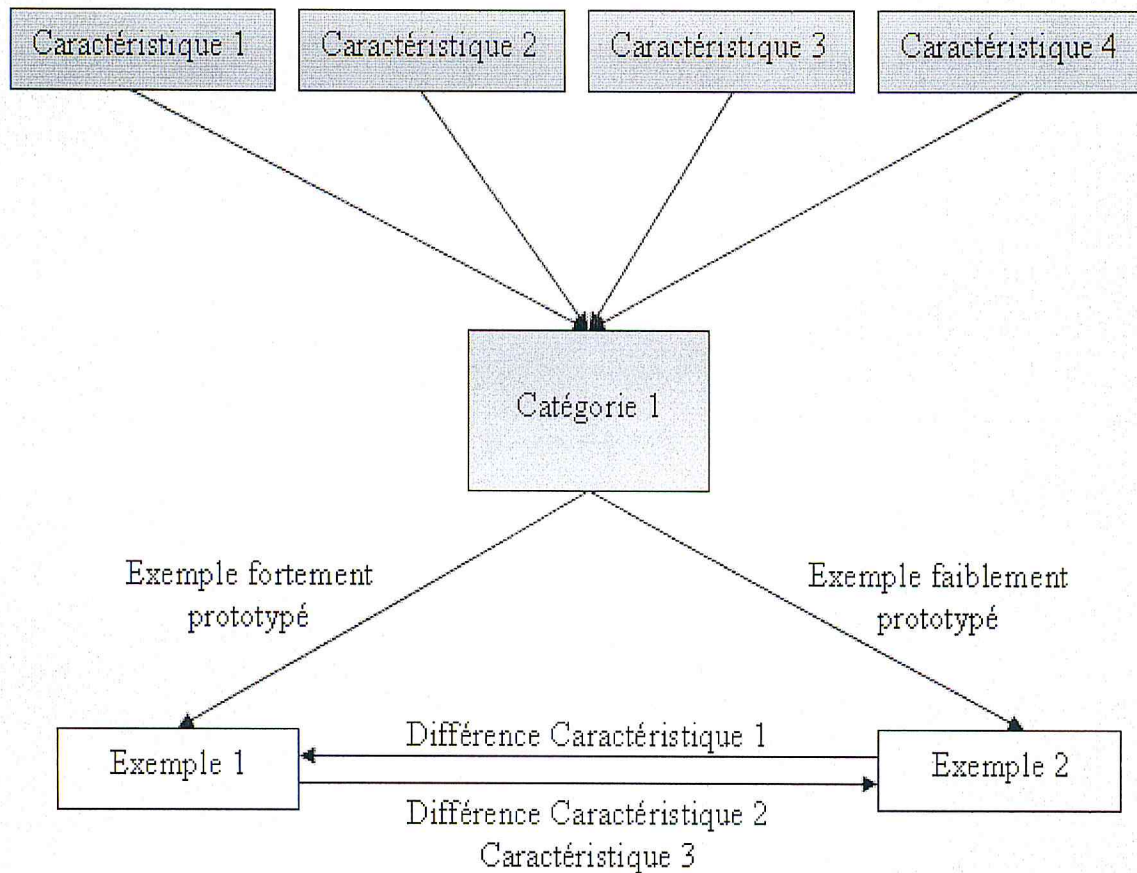 Caractéristique 1
Caractéristique 2
Caractéristique 3
Caractéristique 4
Catégorie 1
Exemple fortement
prototypé
Exemple faiblement
prototypé
Exemple 1
Différence Caractéristique 1
Exemple 2
Différence Caractéristique 2
Caractéristique 3